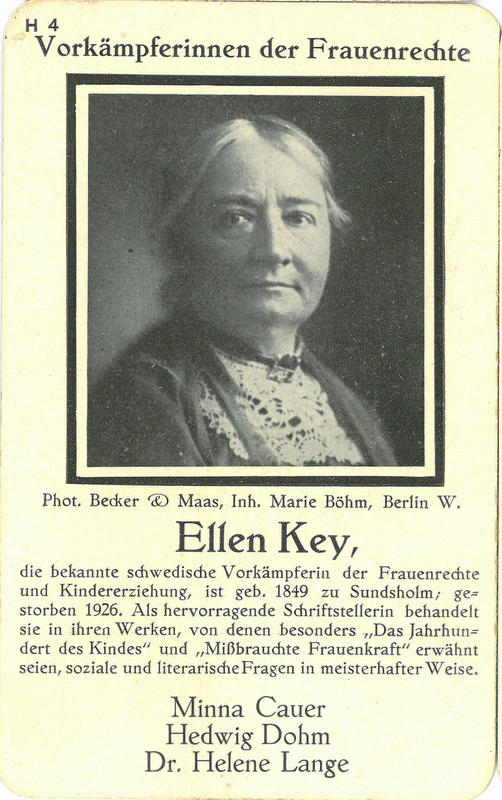 H 4
Vorkämpferinnen der Frauenrechte
Phot. Becker & Maas, Inh. Marie Böhm, Berlin W.
Ellen Key,
die bekannte schwedische Vorkämpferin der Frauenrechte
und Kindererziehung, ist geb. 1849 zu Sundsholm; ge-
storben 1926. Als hervorragende Schriftstellerin behandelt
sie in ihren Werken, von denen besonders „Das Jahrhun-
dert des Kindes“ und „Mißbrauchte Frauenkraft“ erwähnt
seien, soziale und literarische Fragen in meisterhafter Weise.
Minna Cauer
Hedwig Dohm
Dr. Helene Lange